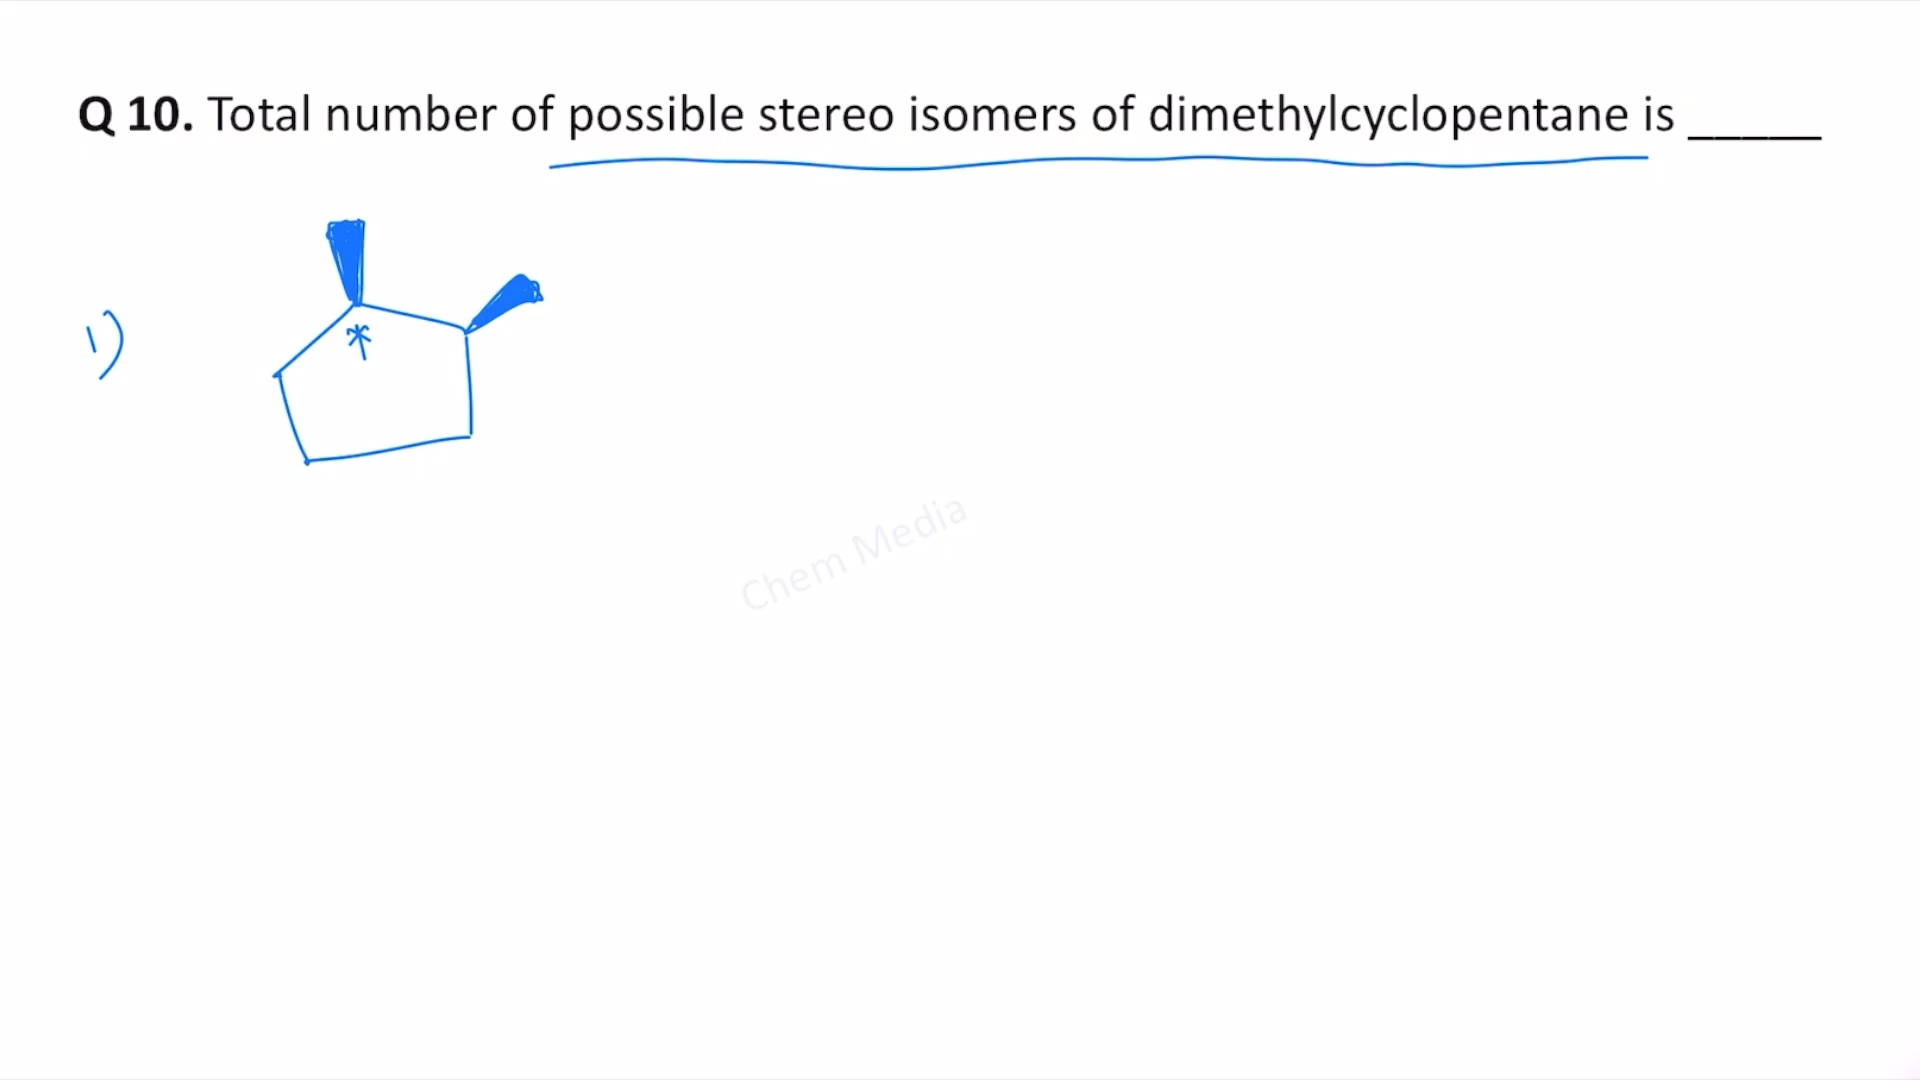 Q 10. Total number of possible stereo isomers of dimethylcyclopentane is _____
1)
*
Chem Media